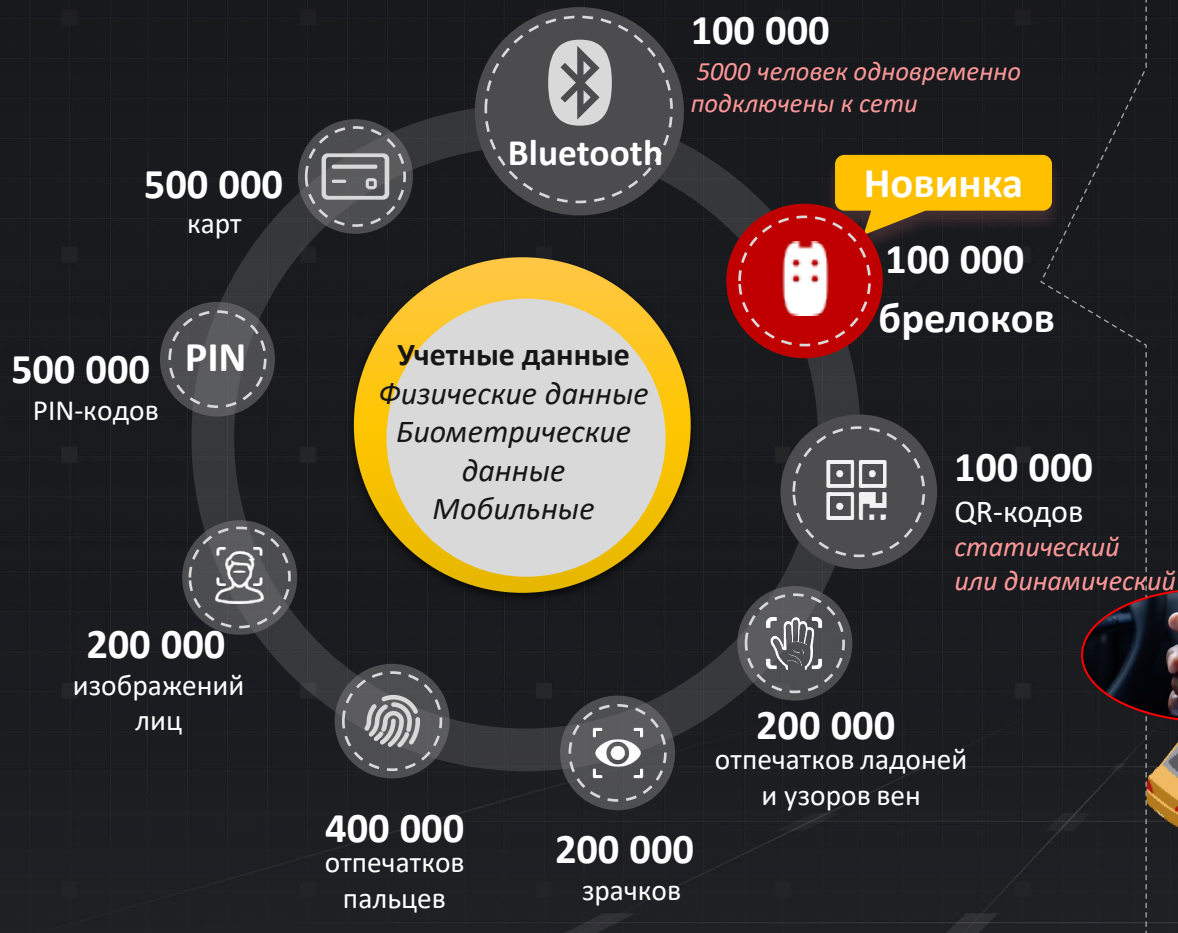 100 000
5000 человек одновременно
подключены к сети
Bluetooth
Новинка
100 000
брелоков
500 000
карт
500 000
PIN-кодов
PIN
Учетные данные
Физические данные
Биометрические
данные
Мобильные
100 000
QR-кодов
статический
или динамический
200 000
изображений
лиц
200 000
отпечатков ладоней
и узоров вен
400 000
отпечатков
пальцев
200 000
зрачков